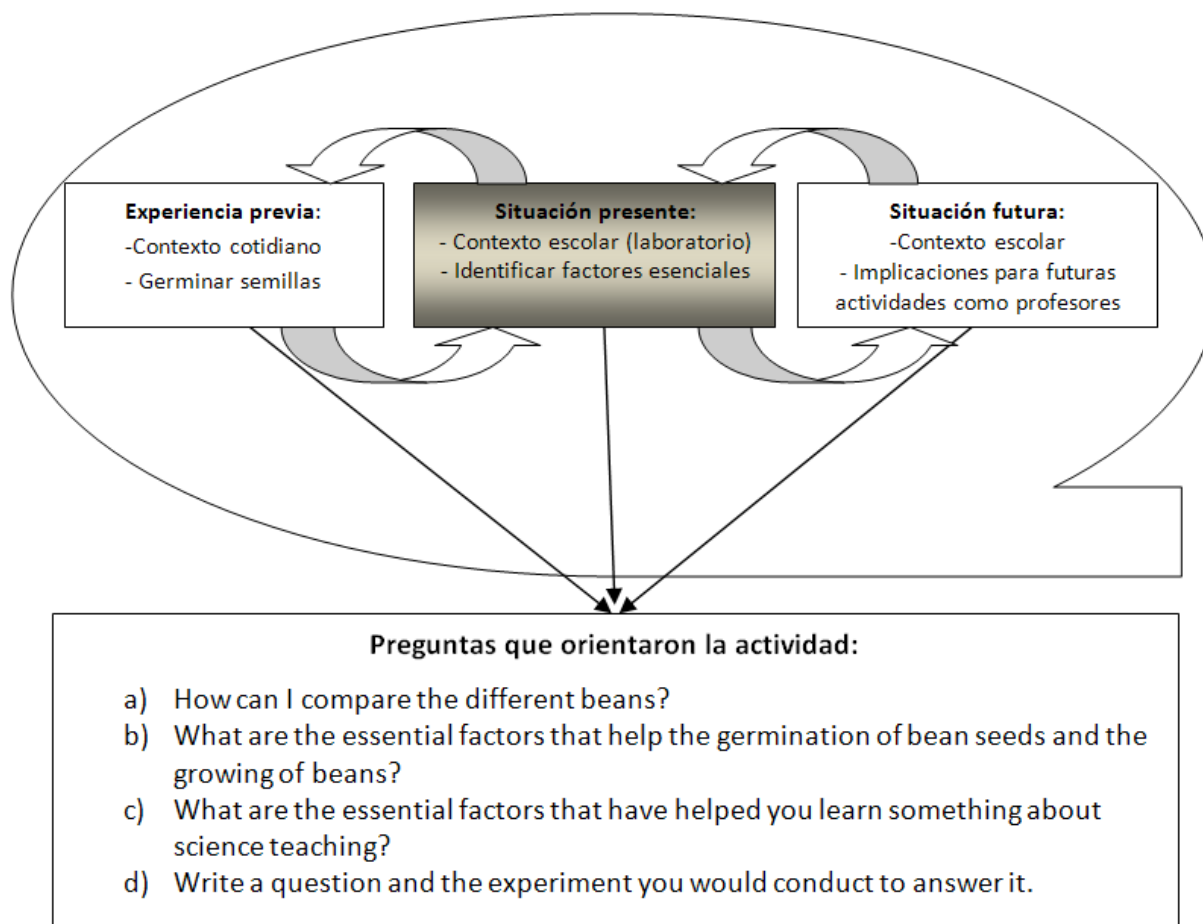 Experiencia previa:
-Contexto cotidiano
- Germinar semillas
Situación presente:
- Contexto escolar (laboratorio)
- Identificar factores esenciales
Situación futura:
-Contexto escolar
- Implicaciones para futuras
actividades como profesores
Preguntas que orientaron la actividad:
a) How can I compare the different beans?
b) What are the essential factors that help the germination of bean seeds and the
growing of beans?
c) What are the essential factors that have helped you learn something about
science teaching?
d) Write a question and the experiment you would conduct to answer it.